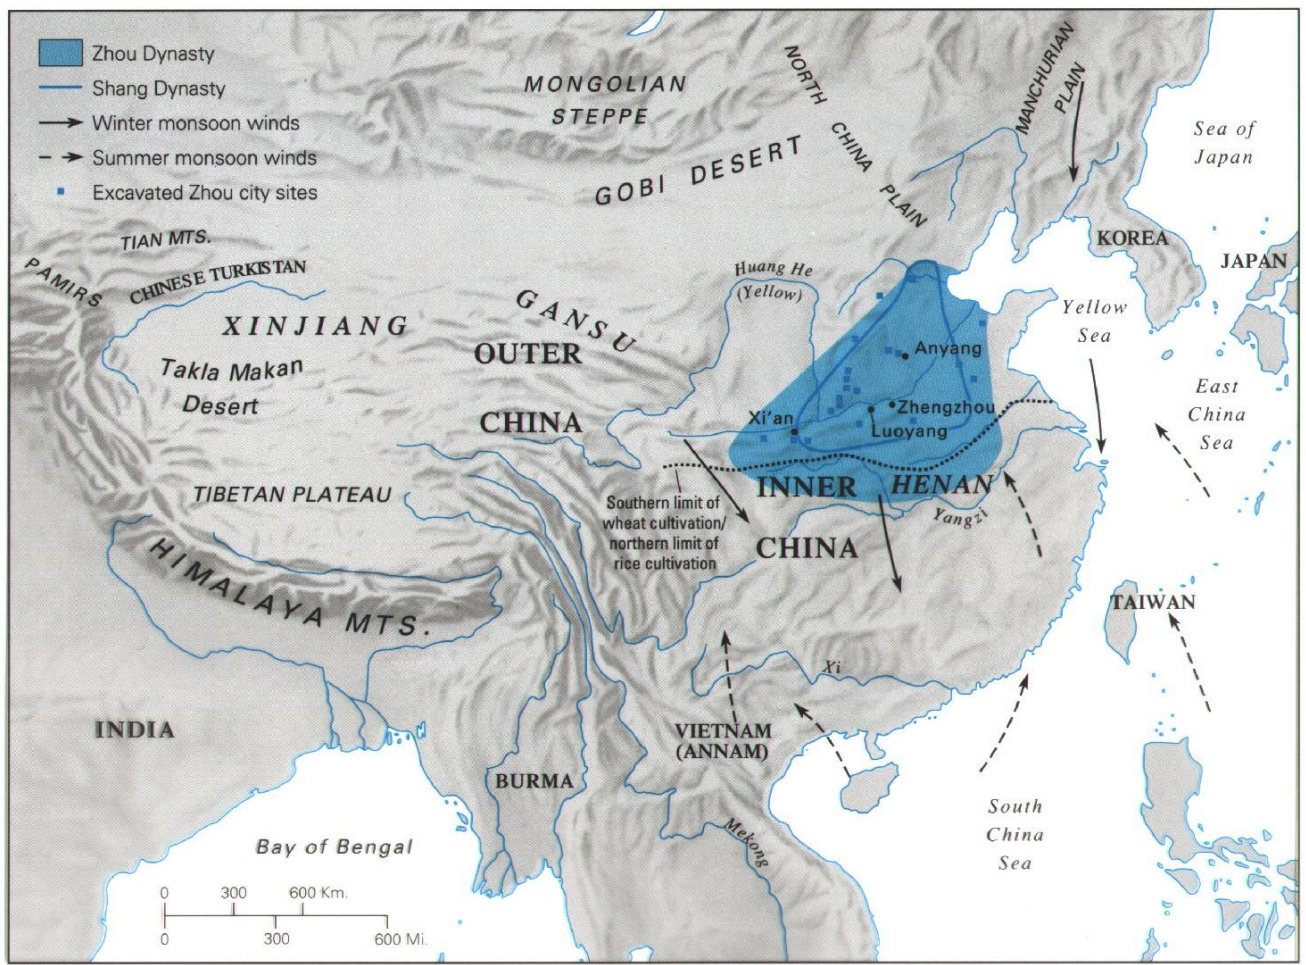 Zhou Dynasty
Shang Dynasty
Winter monsoon winds
Summer monsoon winds
Excavated Zhou city sites
MONGOLIAN
STEPPE
GOBI DESERT
NORTH CHINA PLAIN
MANCHURIAN
PLAIN
Sea of
Japan
TIAN MTS.
PAMIRS
CHINESE TURKISTAN
KOREA
JAPAN
Huang He
(Yellow)
XINJIANG
GANSU
OUTER
CHINA
Takla Makan
Desert
Yellow
Sea
Anyang
East
China
Sea
Xi'an
Zhengzhou
Luoyang
TIBETAN PLATEAU
INNER
CHINA
HENAN
Southern limit of
wheat cultivation/
northern limit of
rice cultivation
Yangzi
HIMALAYA MTS.
TAIWAN
Xi
INDIA
VIETNAM
(ANNAM)
BURMA
South
China
Sea
Mekong
Bay of Bengal
0 300 600 Km.
0 300 600 Mi.